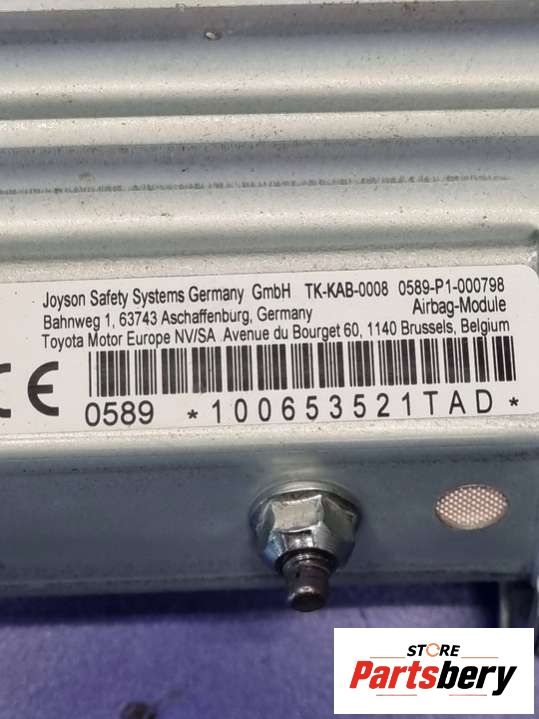 Joyson Safety Systems Germany GmbH TK-KAB-0008 0589-P1-000798
Bahnweg 1, 63743 Aschaffenburg, Germany Airbag-Module
Toyota Motor Europe NV/SA Avenue du Bourget 60, 1140 Brussels, Belgium
CE
0589 *100653521TAD*
STORE
Partsbery